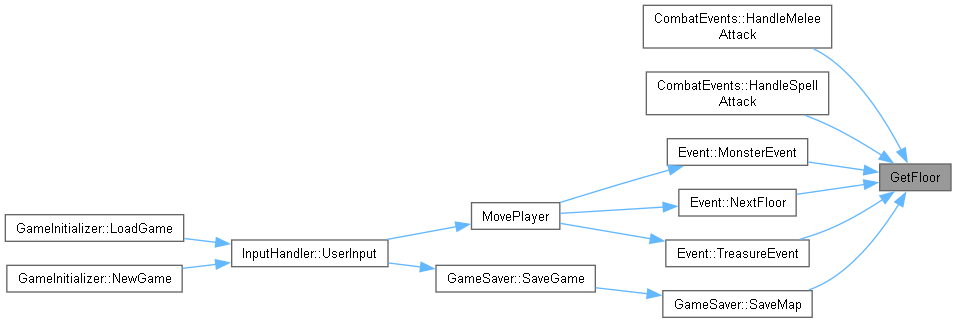 CombatEvents::HandleMelee
Attack
CombatEvents::HandleSpell
Attack
Event::MonsterEvent
GetFloor
Event::NextFloor
MovePlayer
GameInitializer::LoadGame
InputHandler::UserInput
Event::TreasureEvent
GameInitializer::NewGame
GameSaver::SaveGame
GameSaver::SaveMap